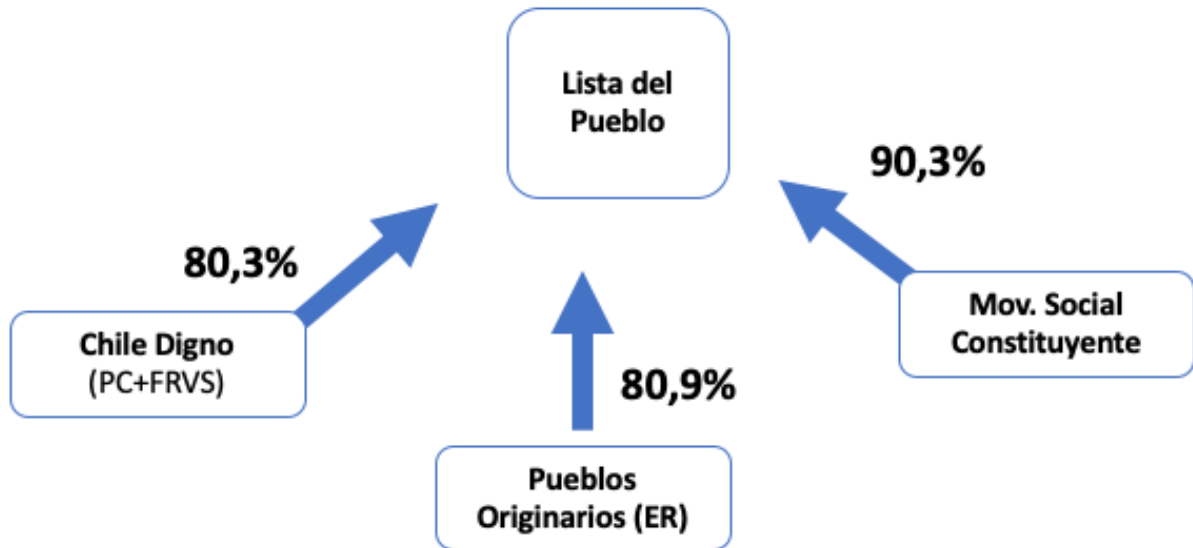 Lista del
Pueblo
90,3%
80,3%
Mov. Social
Constituyente
Chile Digno
(PC+FRVS)
80,9%
Pueblos
Originarios (ER)